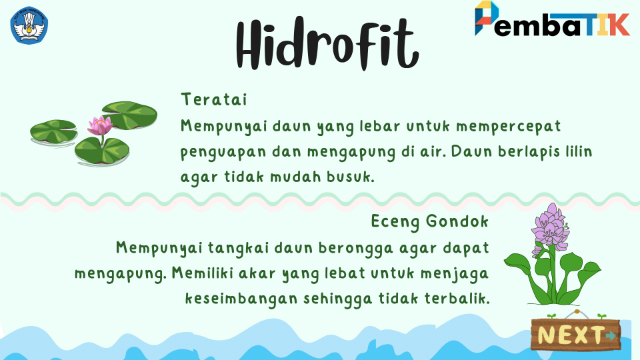 PembaTIK
Hidrofit
Teratai
Mempunyai daun yang lebar untuk mempercepat
penguapan dan mengapung di air. Daun berlapis lilin
agar tidak mudah busuk.
Eceng Gondok
Mempunyai tangkai daun berongga agar dapat
mengapung. Memiliki akar yang lebat untuk menjaga
keseimbangan sehingga tidak terbalik.
NEXT